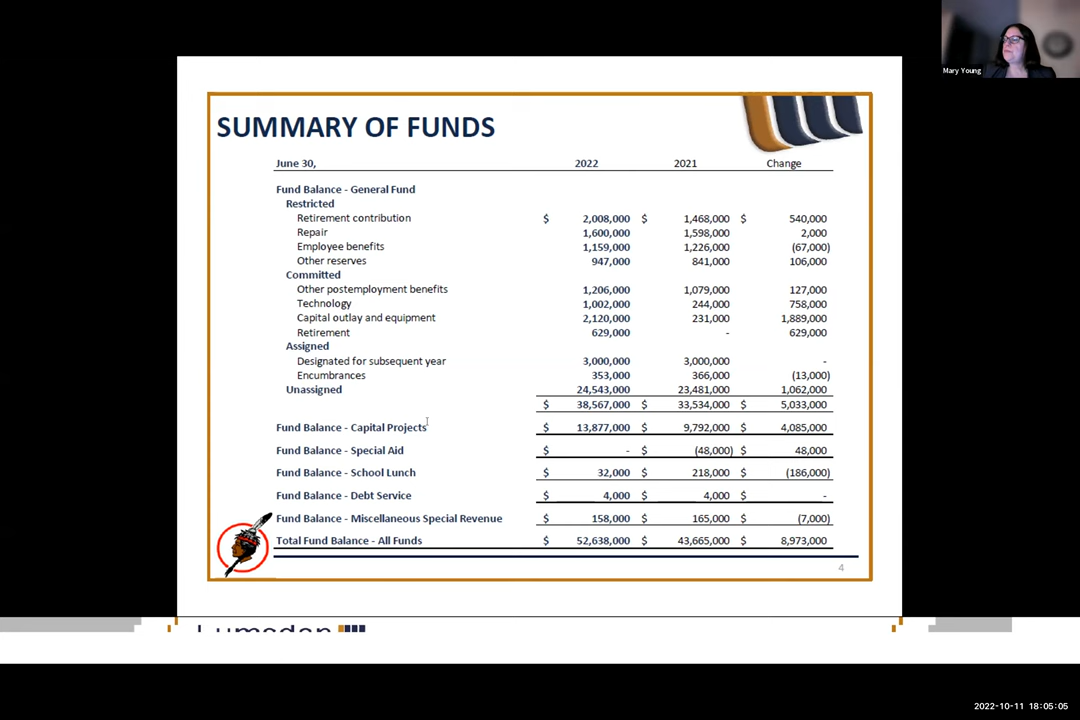 Mary Young
SUMMARY OF FUNDS
June 30, 2022 2021 Change
Fund Balance - General Fund
Restricted
Retirement contribution $ 2,008,000 $ 1,468,000 $ 540,000
Repair 1,600,000 1,598,000 2,000
Employee benefits 1,159,000 1,226,000 (67,000)
Other reserves 947,000 841,000 106,000
Committed
Other postemployment benefits 1,206,000 1,079,000 127,000
Technology 1,002,000 244,000 758,000
Capital outlay and equipment 2,120,000 231,000 1,889,000
Retirement 629,000 - 629,000
Assigned
Designated for subsequent year 3,000,000 3,000,000 -
Encumbrances 353,000 366,000 (13,000)
Unassigned 24,543,000 23,481,000 1,062,000
$ 38,567,000 $ 33,534,000 $ 5,033,000
Fund Balance - Capital Projects $ 13,877,000 $ 9,792,000 $ 4,085,000
Fund Balance - Special Aid $ - $ (48,000) $ 48,000
Fund Balance - School Lunch $ 32,000 $ 218,000 $ (186,000)
Fund Balance - Debt Service $ 4,000 $ 4,000 $ -
Fund Balance - Miscellaneous Special Revenue $ 158,000 $ 165,000 $ (7,000)
Total Fund Balance - All Funds $ 52,638,000 $ 43,665,000 $ 8,973,000
4
2022-10-11 18:05:05